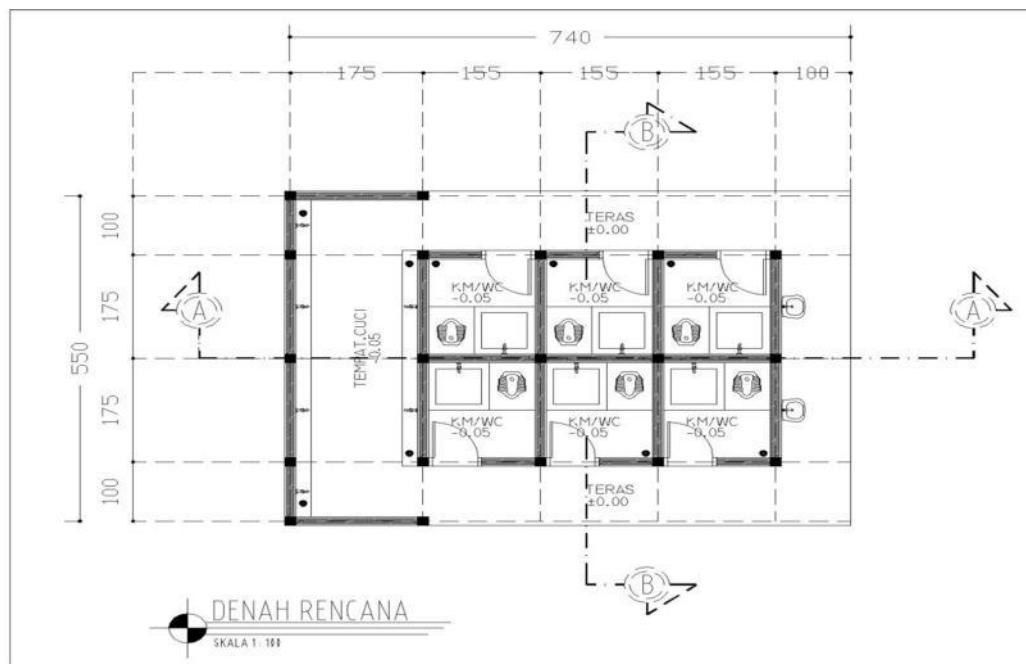 740
175 155 155 155 100
B
TERAS
±0.00
100
175
550
175
100
KM/WC
-0.05
KM/WC
-0.05
KM/WC
-0.05
A
A
TEMPAT CUCI
-0.05
KM/WC
-0.05
KM/WC
-0.05
KM/WC
-0.05
TERAS
±0.00
B
DENAH RENCANA
SKALA 1 : 100